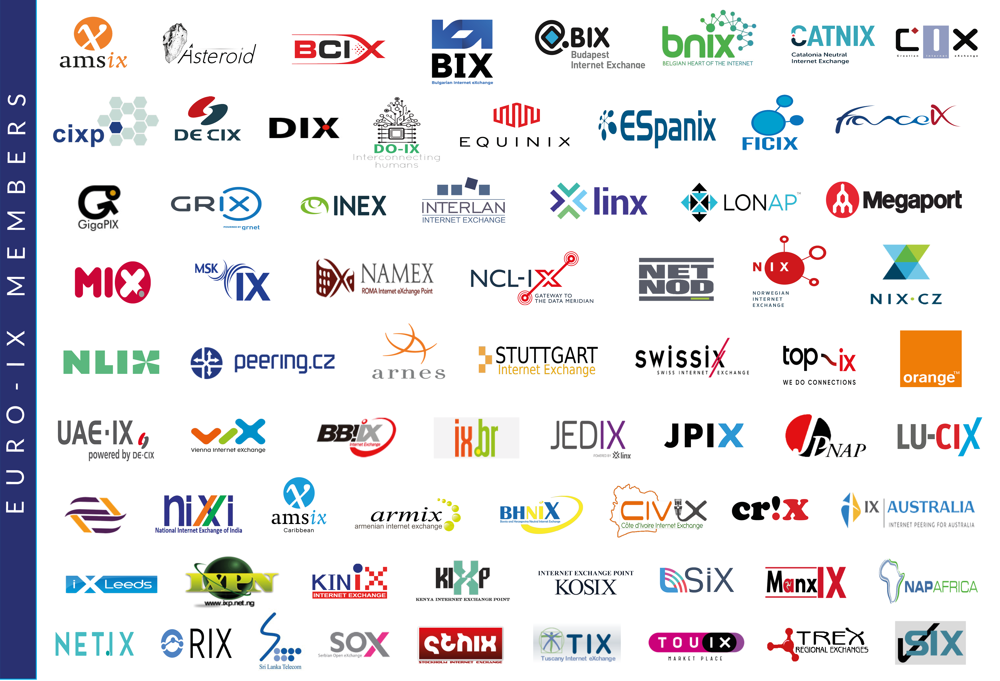 EURO-IX MEMBERS
amsix
Asteroid
BCIX
BIX
Bulgarian Internet eXchange
.BIX
Budapest
Internet Exchange
bnix
BELGIAN HEART OF THE INTERNET
CATNIX
Catalonia Neutral
Internet Exchange
CIX
Croatian Internet eXchange
cixp
DE CIX
DIX
DO-IX
Interconnecting
humans
EQUINIX
ESpanix
FICIX
franceix
GigaPIX
GRIX
POWERED BY grnet
INEX
INTERLAN
INTERNET EXCHANGE
linx
LONAP™
Megaport
MIX
MSK
IX
NAMEX
ROMA Internet eXchange Point
NCL-IX
GATEWAY TO
THE DATA MERIDIAN
NET
NOD
NIX
NORWEGIAN
INTERNET
EXCHANGE
NIX•CZ
NLIX
peering.cz
arnes
STUTTGART
Internet Exchange
swissix
SWISS INTERNET EXCHANGE
top-ix
WE DO CONNECTIONS
orange™
UAE·IX
powered by DE-CIX
vix
Vienna Internet eXchange
BB!iX
Internet Exchange
ix.br
JEDIX
POWERED BY linx
JPIX
JPNAP
LU-CIX
nixi
National Internet Exchange of India
amsix
Caribbean
armix
armenian internet exchange
BHNiX
Bosnia and Herzegovina Neutral Internet Exchange
CIVIX
Côte d'Ivoire Internet Exchange
cr!x
IX AUSTRALIA
INTERNET PEERING FOR AUSTRALIA
iX Leeds
IXPN
www.ixp.net.ng
KINIX
INTERNET EXCHANGE
KIXP
KENYA INTERNET EXCHANGE POINT
INTERNET EXCHANGE POINT
KOSIX
LSiX
ManxIX
NAPAFRICA
NET.IX
RIX
Sri Lanka Telecom
SOX
Serbian Open eXchange
STHIX
STOCKHOLM INTERNET EXCHANGE
TIX
Tuscany Internet eXchange
TOUIX
MARKET PLACE
TREX
REGIONAL EXCHANGES
VSIX